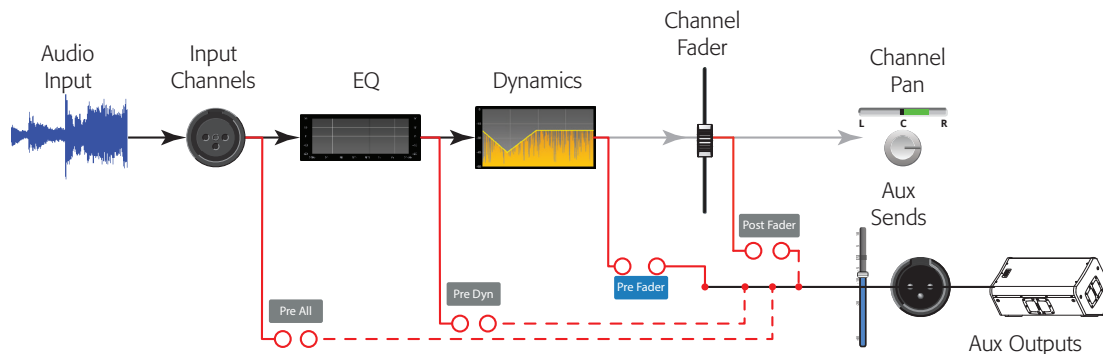 Audio
Input
Input
Channels
EQ
Dynamics
Channel
Fader
Channel
Pan
L C R
Aux
Sends
Post Fader
Pre Fader
Pre Dyn
Pre All
Aux Outputs